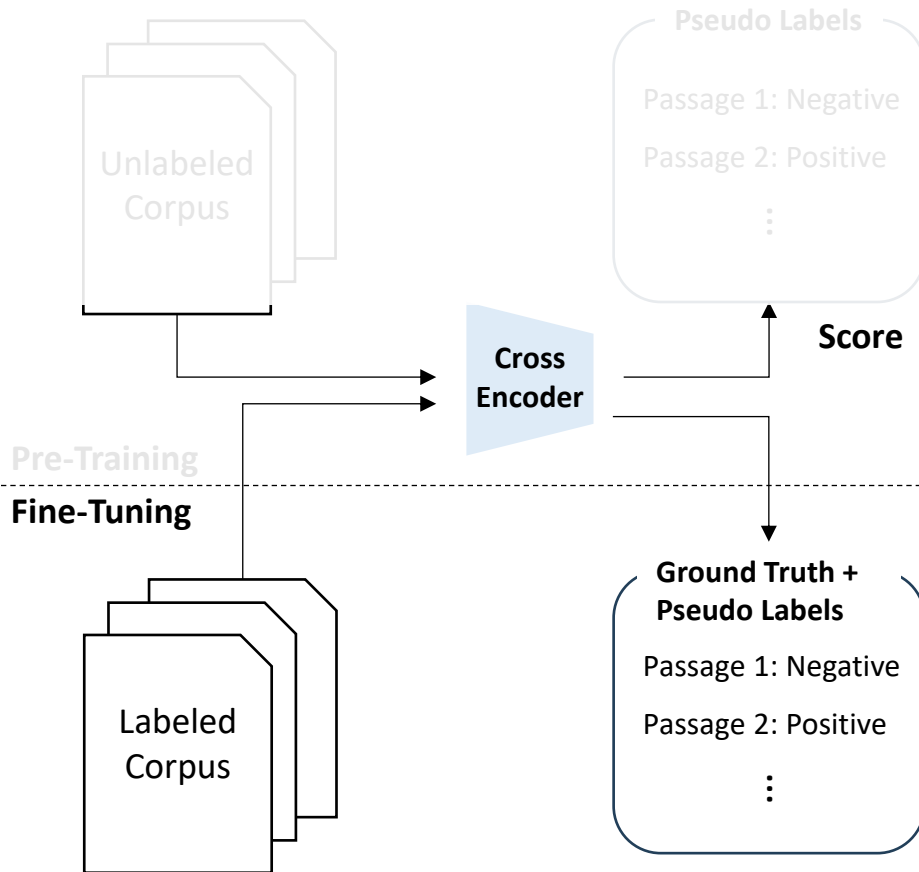 Pseudo Labels
Passage 1: Negative
Passage 2: Positive
⋮
Unlabeled
Corpus
Score
Cross
Encoder
Pre-Training
Fine-Tuning
Ground Truth +
Pseudo Labels
Passage 1: Negative
Passage 2: Positive
⋮
Labeled
Corpus